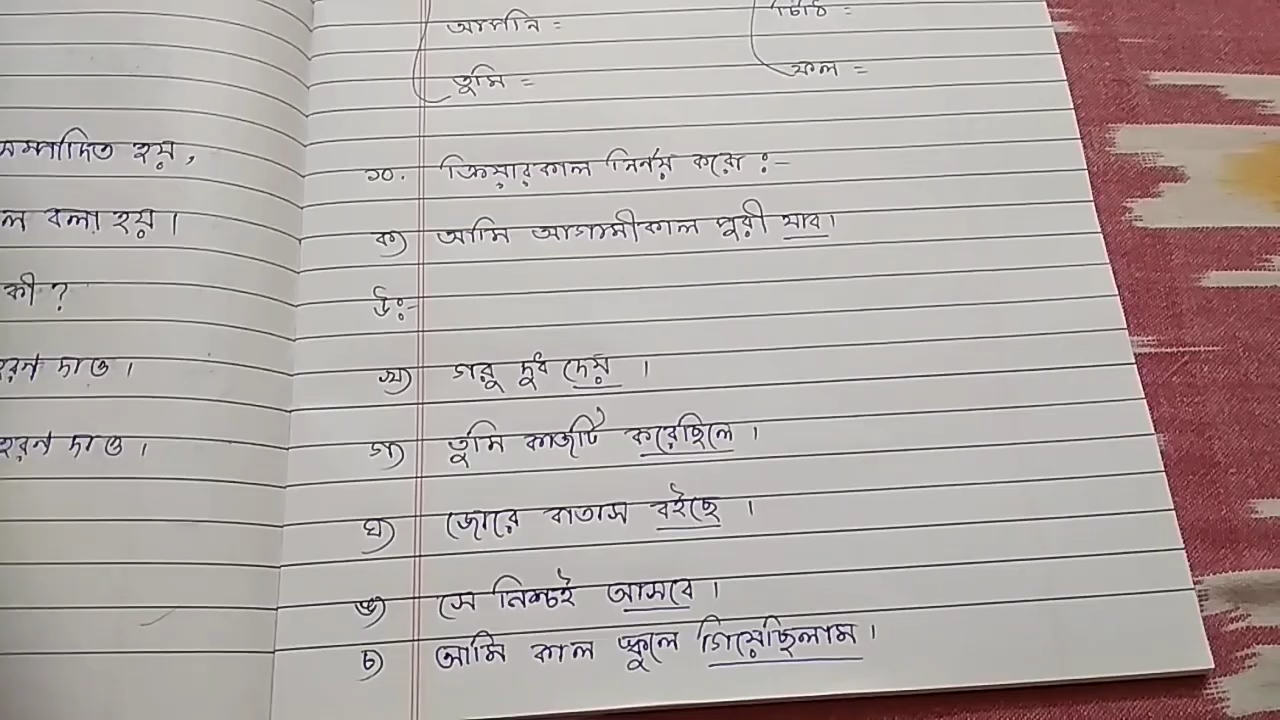 সম্পাদিত হয়,
ল বলা হয়।
কী ?
হরণ দাও।
হরণ দাও।
আপনি =
তুমি =
চিঠি =
ফল =
১০. ক্রিয়ারকাল নির্ণয় করো :-
ক) আমি আগামীকাল পুরী যাব।
উঃ-
খ) গরু দুধ দেয়।
গ) তুমি কাজটি করেছিলে।
ঘ) জোরে বাতাস বইছে।
ঙ) সে নিশ্চই আসবে।
চ) আমি কাল স্কুলে গিয়েছিলাম।